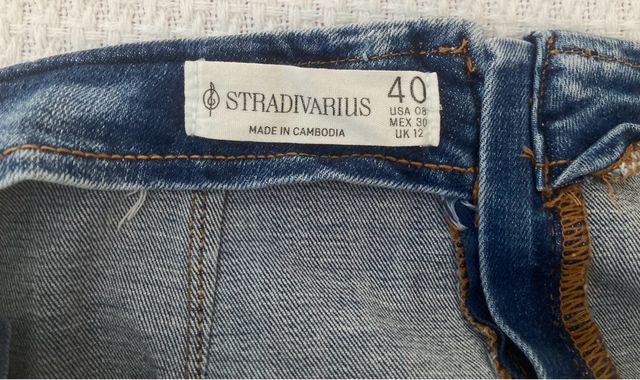 STRADIVARIUS
MADE IN CAMBODIA
40
USA 08
MEX 30
UK 12